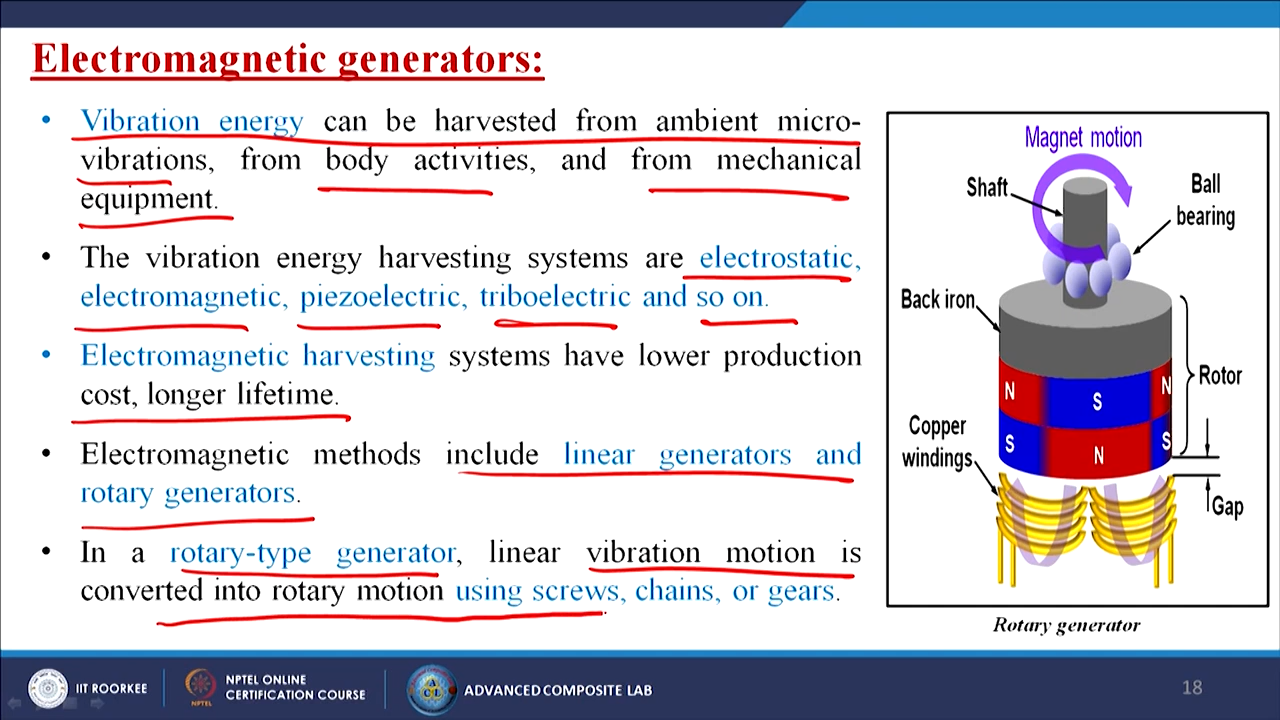 Electromagnetic generators:
• Vibration energy can be harvested from ambient micro-
vibrations, from body activities, and from mechanical
equipment.
• The vibration energy harvesting systems are electrostatic,
electromagnetic, piezoelectric, triboelectric and so on.
• Electromagnetic harvesting systems have lower production
cost, longer lifetime.
• Electromagnetic methods include linear generators and
rotary generators.
• In a rotary-type generator, linear vibration motion is
converted into rotary motion using screws, chains, or gears.
Magnet motion
Shaft
Ball
bearing
Back iron
Rotor
N
S
N
S
N
S
Copper
windings
Gap
Rotary generator
IIT ROORKEE
NPTEL
NPTEL ONLINE
CERTIFICATION COURSE
ADVANCED COMPOSITE LAB
18